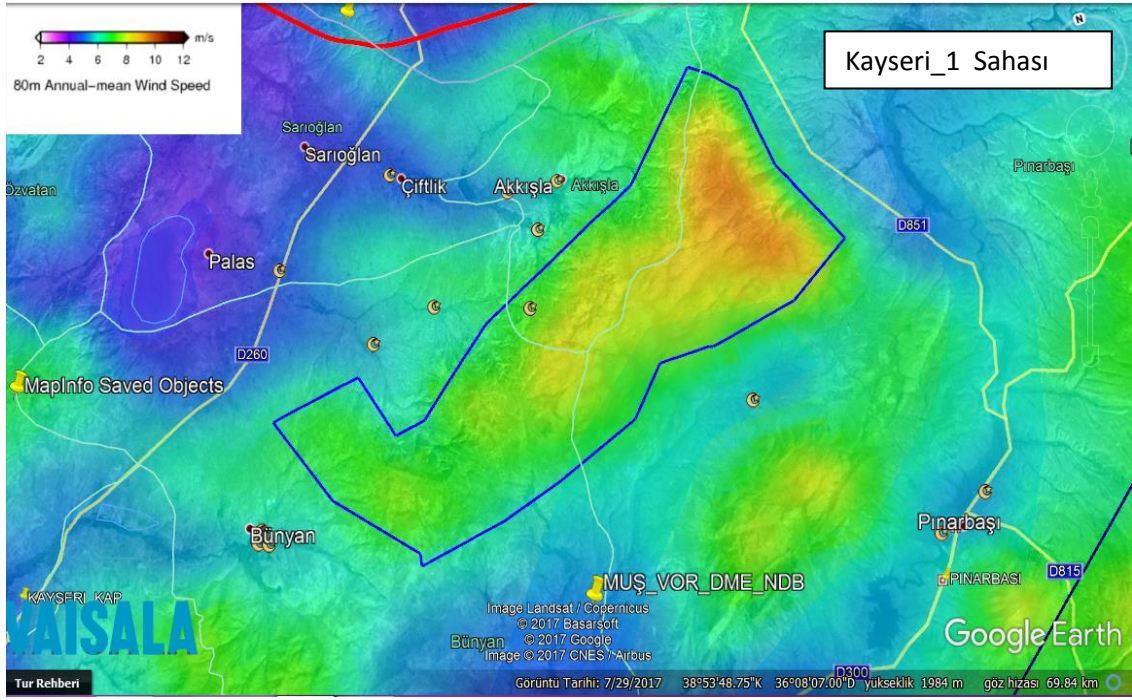 2 4 6 8 10 12 m/s
80m Annual-mean Wind Speed
Kayseri_1 Sahası
N
Sarıoğlan
Sarıoğlan
Özvatan
Çiftlik
Akkışla
Akkışla
Pınarbaşı
D851
Palas
D260
MapInfo Saved Objects
Bünyan
Pınarbaşı
PINARBASI
D815
MUŞ_VOR_DME_NDB
KAYSERI_KAP
VAISALA
Image Landsat / Copernicus
© 2017 Basarsoft
© 2017 Google
Image © 2017 CNES / Airbus
Bünyan
Google Earth
D300
Tur Rehberi
Görüntü Tarihi: 7/29/2017 38°53'48.75"K 36°08'07.00"D yükseklik 1984 m göz hizası 69.84 km